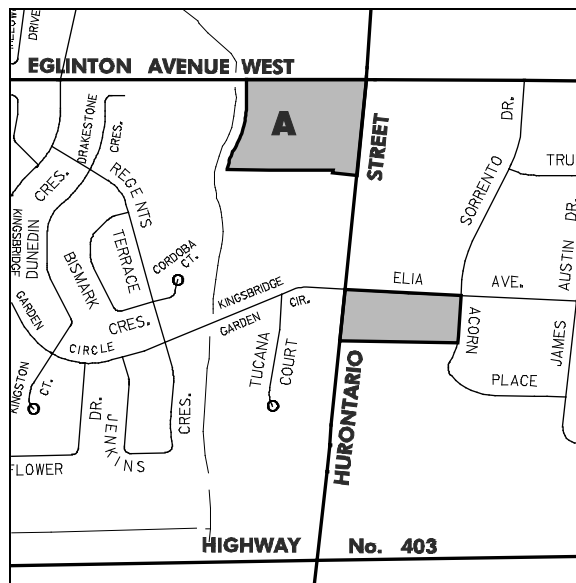 DRIVE
EGLINTON AVENUE WEST
A
STREET
DR.
TRU
SORRENTO
DRAKESTONE
CRES.
REGENTS
CRES.
KINGSBRIDGE
DUNEDIN
BISMARK
TERRACE
CORDOBA
CT.
AUSTIN
DR.
ELIA
AVE.
KINGSBRIDGE
GARDEN
CIR.
GARDEN
CIRCLE
CRES.
TUCANA
COURT
ACORN
JAMES
PLACE
KINGSTON
CT.
DR.
JENKINS
CRES.
HURONTARIO
FLOWER
HIGHWAY No. 403